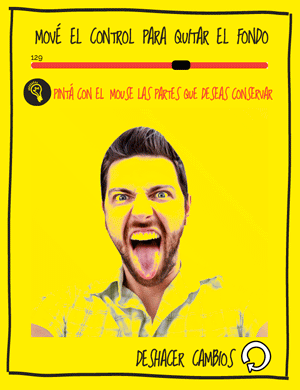 MOVÉ EL CONTROL PARA QUITAR EL FONDO
129
PINTÁ CON EL MOUSE LAS PARTES QUE DESEAS CONSERVAR
DESHACER CAMBIOS